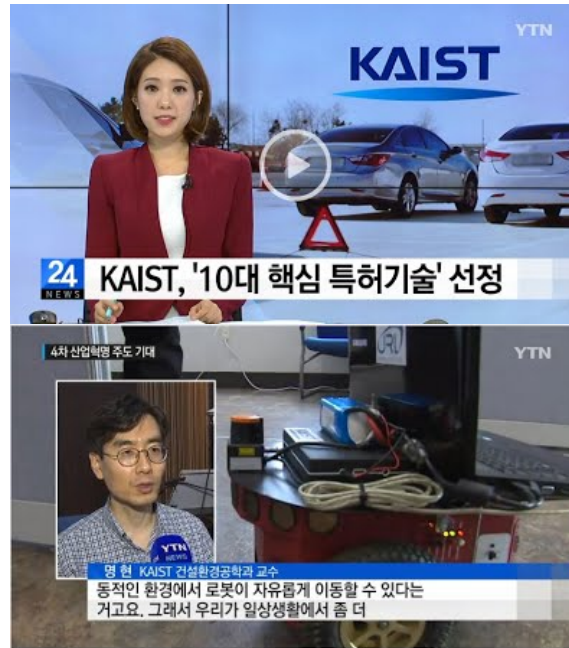 YTN
KAIST
24
NEWS
KAIST, '10대 핵심 특허기술' 선정
4차 산업혁명 주도 기대
YTN
URL
YTN
NEWS
명 현 KAIST 건설환경공학과 교수
동적인 환경에서 로봇이 자유롭게 이동할 수 있다는
거고요. 그래서 우리가 일상생활에서 좀 더